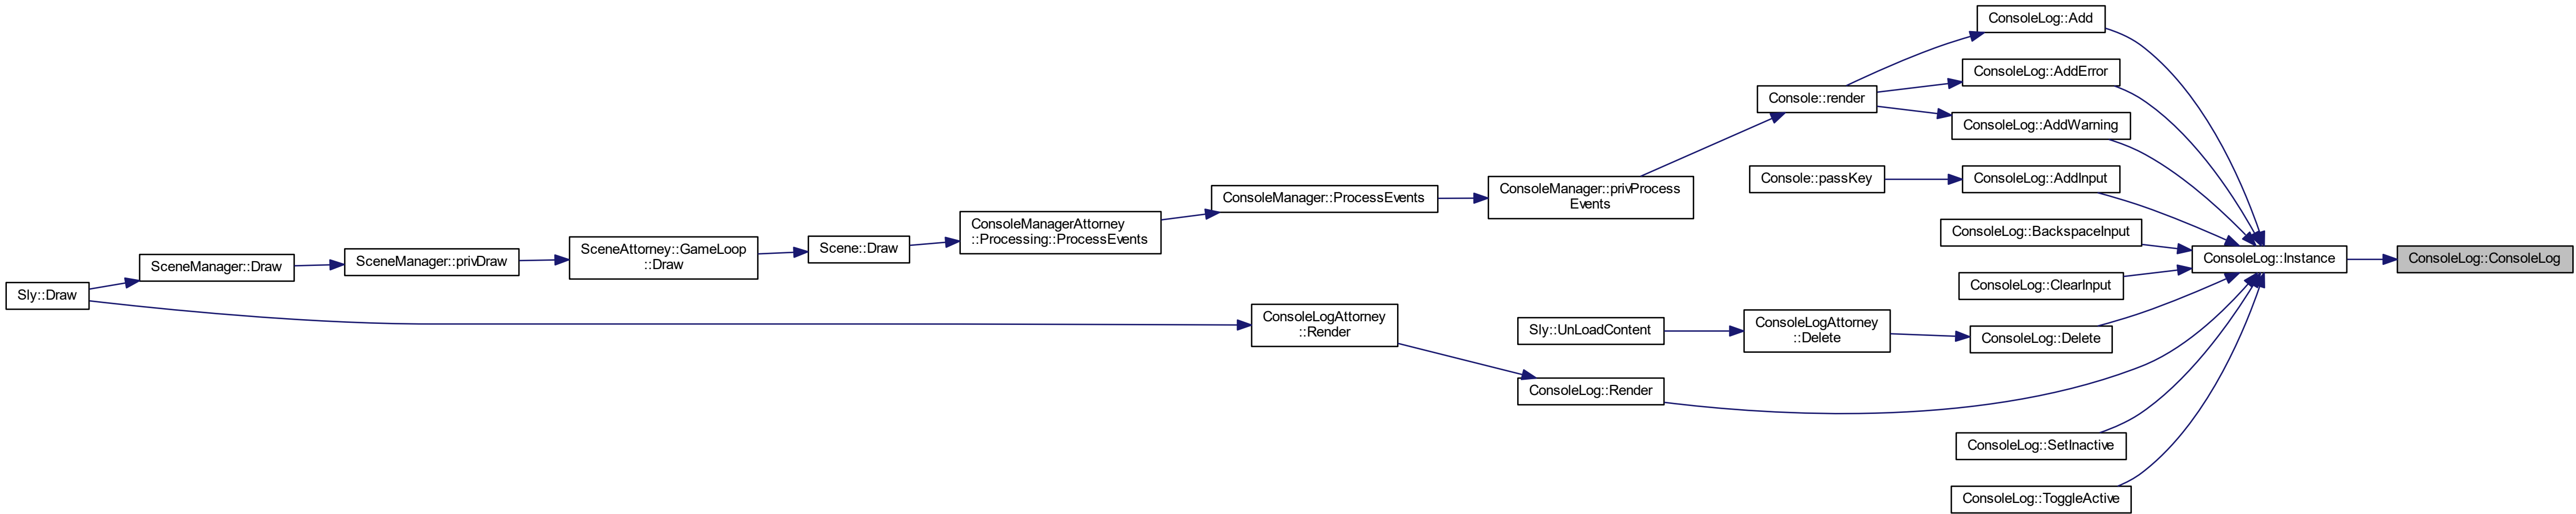 ConsoleLog::Add
ConsoleLog::AddError
Console::render
ConsoleLog::AddWarning
Console::passKey
ConsoleLog::AddInput
ConsoleManager::privProcess
Events
ConsoleManager::ProcessEvents
ConsoleManagerAttorney
::Processing::ProcessEvents
ConsoleLog::BackspaceInput
Scene::Draw
SceneAttorney::GameLoop
::Draw
SceneManager::privDraw
SceneManager::Draw
Sly::Draw
ConsoleLog::Instance
ConsoleLog::ConsoleLog
ConsoleLog::ClearInput
ConsoleLogAttorney
::Render
Sly::UnLoadContent
ConsoleLogAttorney
::Delete
ConsoleLog::Delete
ConsoleLog::Render
ConsoleLog::SetInactive
ConsoleLog::ToggleActive